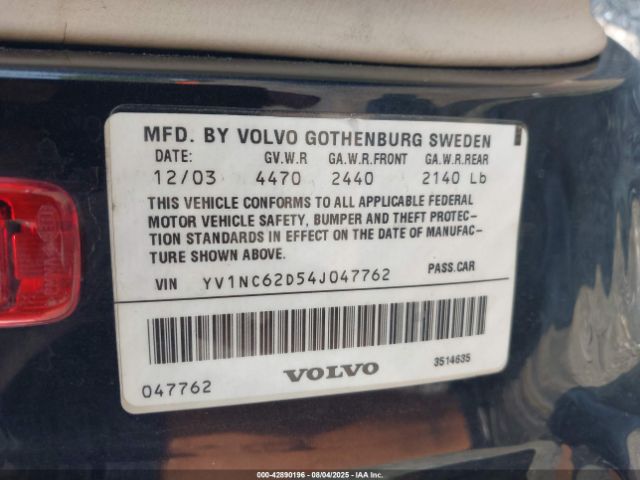 MFD. BY VOLVO GOTHENBURG SWEDEN
DATE: GV.W.R GA.W.R.FRONT GA.W.R.REAR
12/03 4470 2440 2140 Lb
THIS VEHICLE CONFORMS TO ALL APPLICABLE FEDERAL
MOTOR VEHICLE SAFETY, BUMPER AND THEFT PROTEC-
TION STANDARDS IN EFFECT ON THE DATE OF MANUFAC-
TURE SHOWN ABOVE.
VIN YV1NC62D54J047762 PASS.CAR
047762 VOLVO 3514635
000-42890196 - 08/04/2025 - IAAI.COM